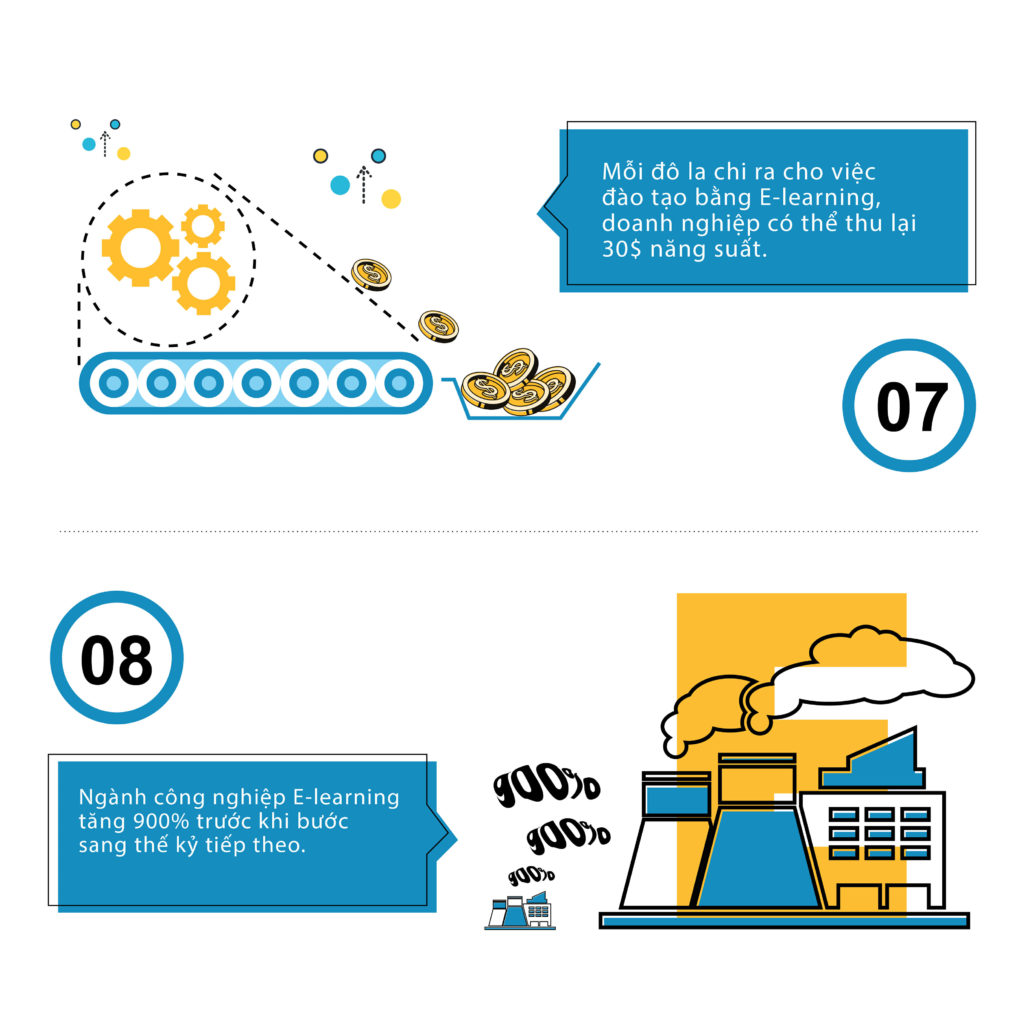 Mỗi đô la chi ra cho việc
đào tạo bằng E-learning,
doanh nghiệp có thể thu lại
30$ năng suất.
07
08
Ngành công nghiệp E-learning
tăng 900% trước khi bước
sang thế kỷ tiếp theo.
900%
900%
900%